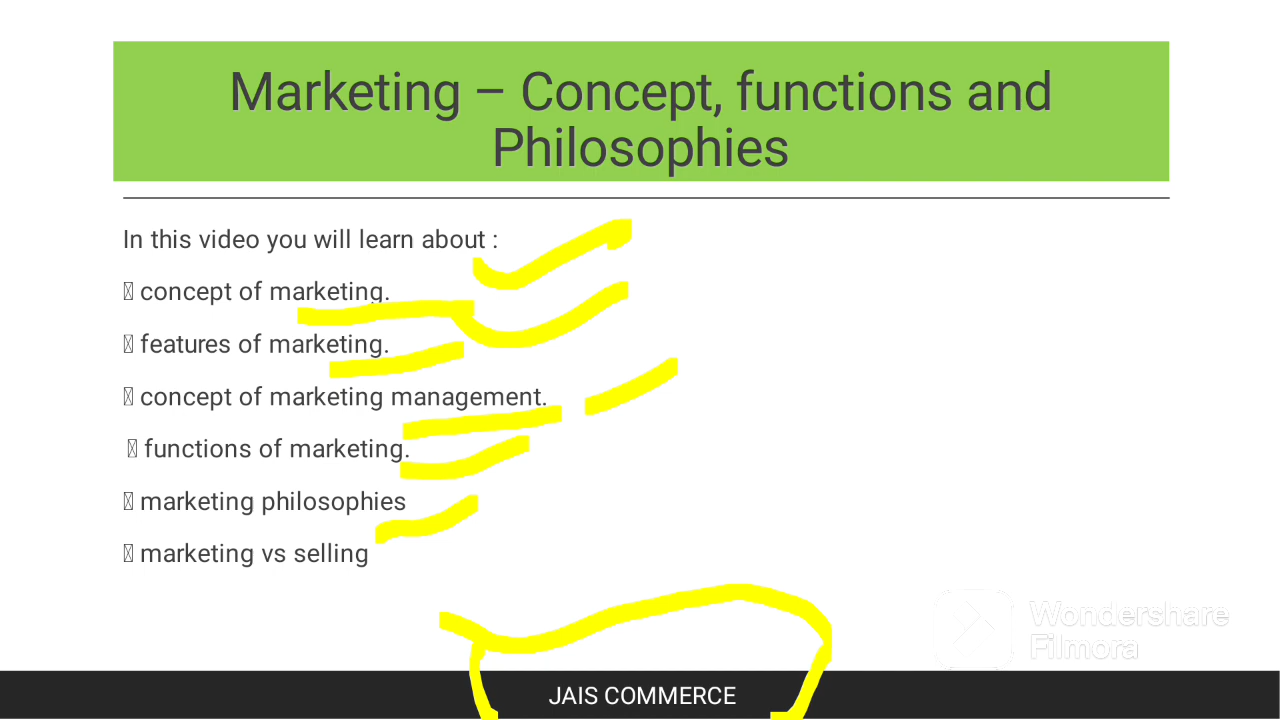 Marketing – Concept, functions and
Philosophies
In this video you will learn about :
concept of marketing.
features of marketing.
concept of marketing management.
functions of marketing.
marketing philosophies
marketing vs selling
Wondershare
Filmora
JAIS COMMERCE